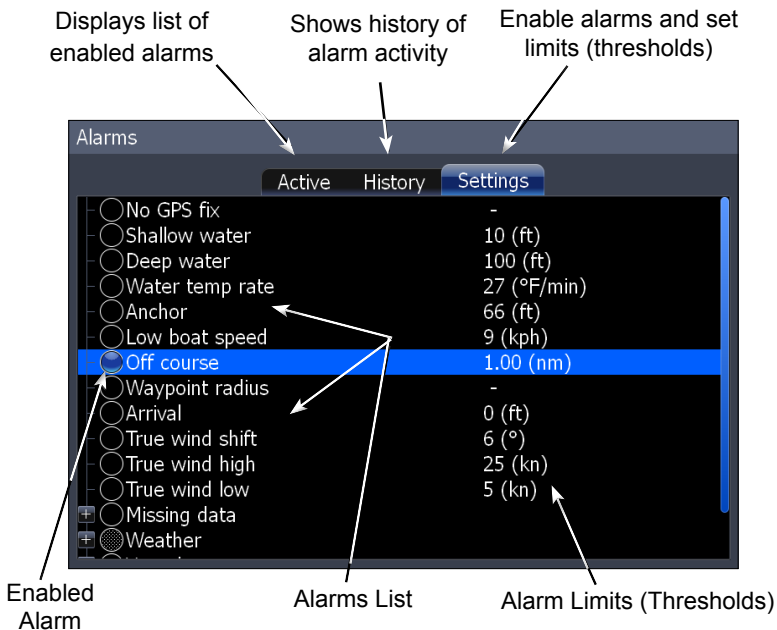 Displays list of
enabled alarms
Shows history of
alarm activity
Enable alarms and set
limits (thresholds)
Alarms
Active History Settings
No GPS fix -
Shallow water 10 (ft)
Deep water 100 (ft)
Water temp rate 27 (°F/min)
Anchor 66 (ft)
Low boat speed 9 (kph)
Off course 1.00 (nm)
Waypoint radius -
Arrival 0 (ft)
True wind shift 6 (°)
True wind high 25 (kn)
True wind low 5 (kn)
Missing data
Weather
Enabled
Alarm
Alarms List
Alarm Limits (Thresholds)